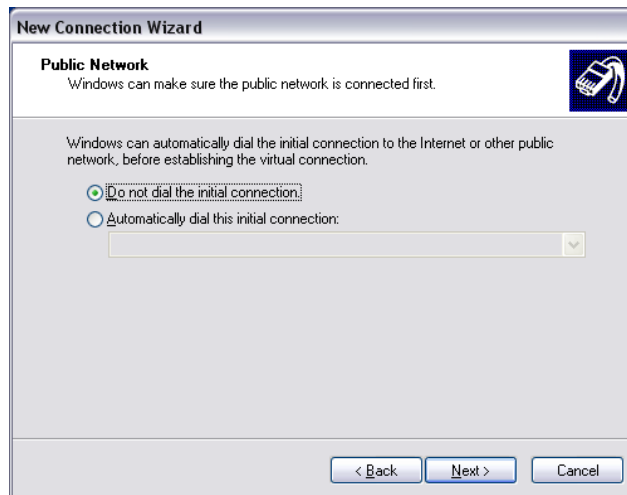 New Connection Wizard
Public Network
Windows can make sure the public network is connected first.
Windows can automatically dial the initial connection to the Internet or other public
network, before establishing the virtual connection.
Do not dial the initial connection.
Automatically dial this initial connection:
< Back
Next >
Cancel